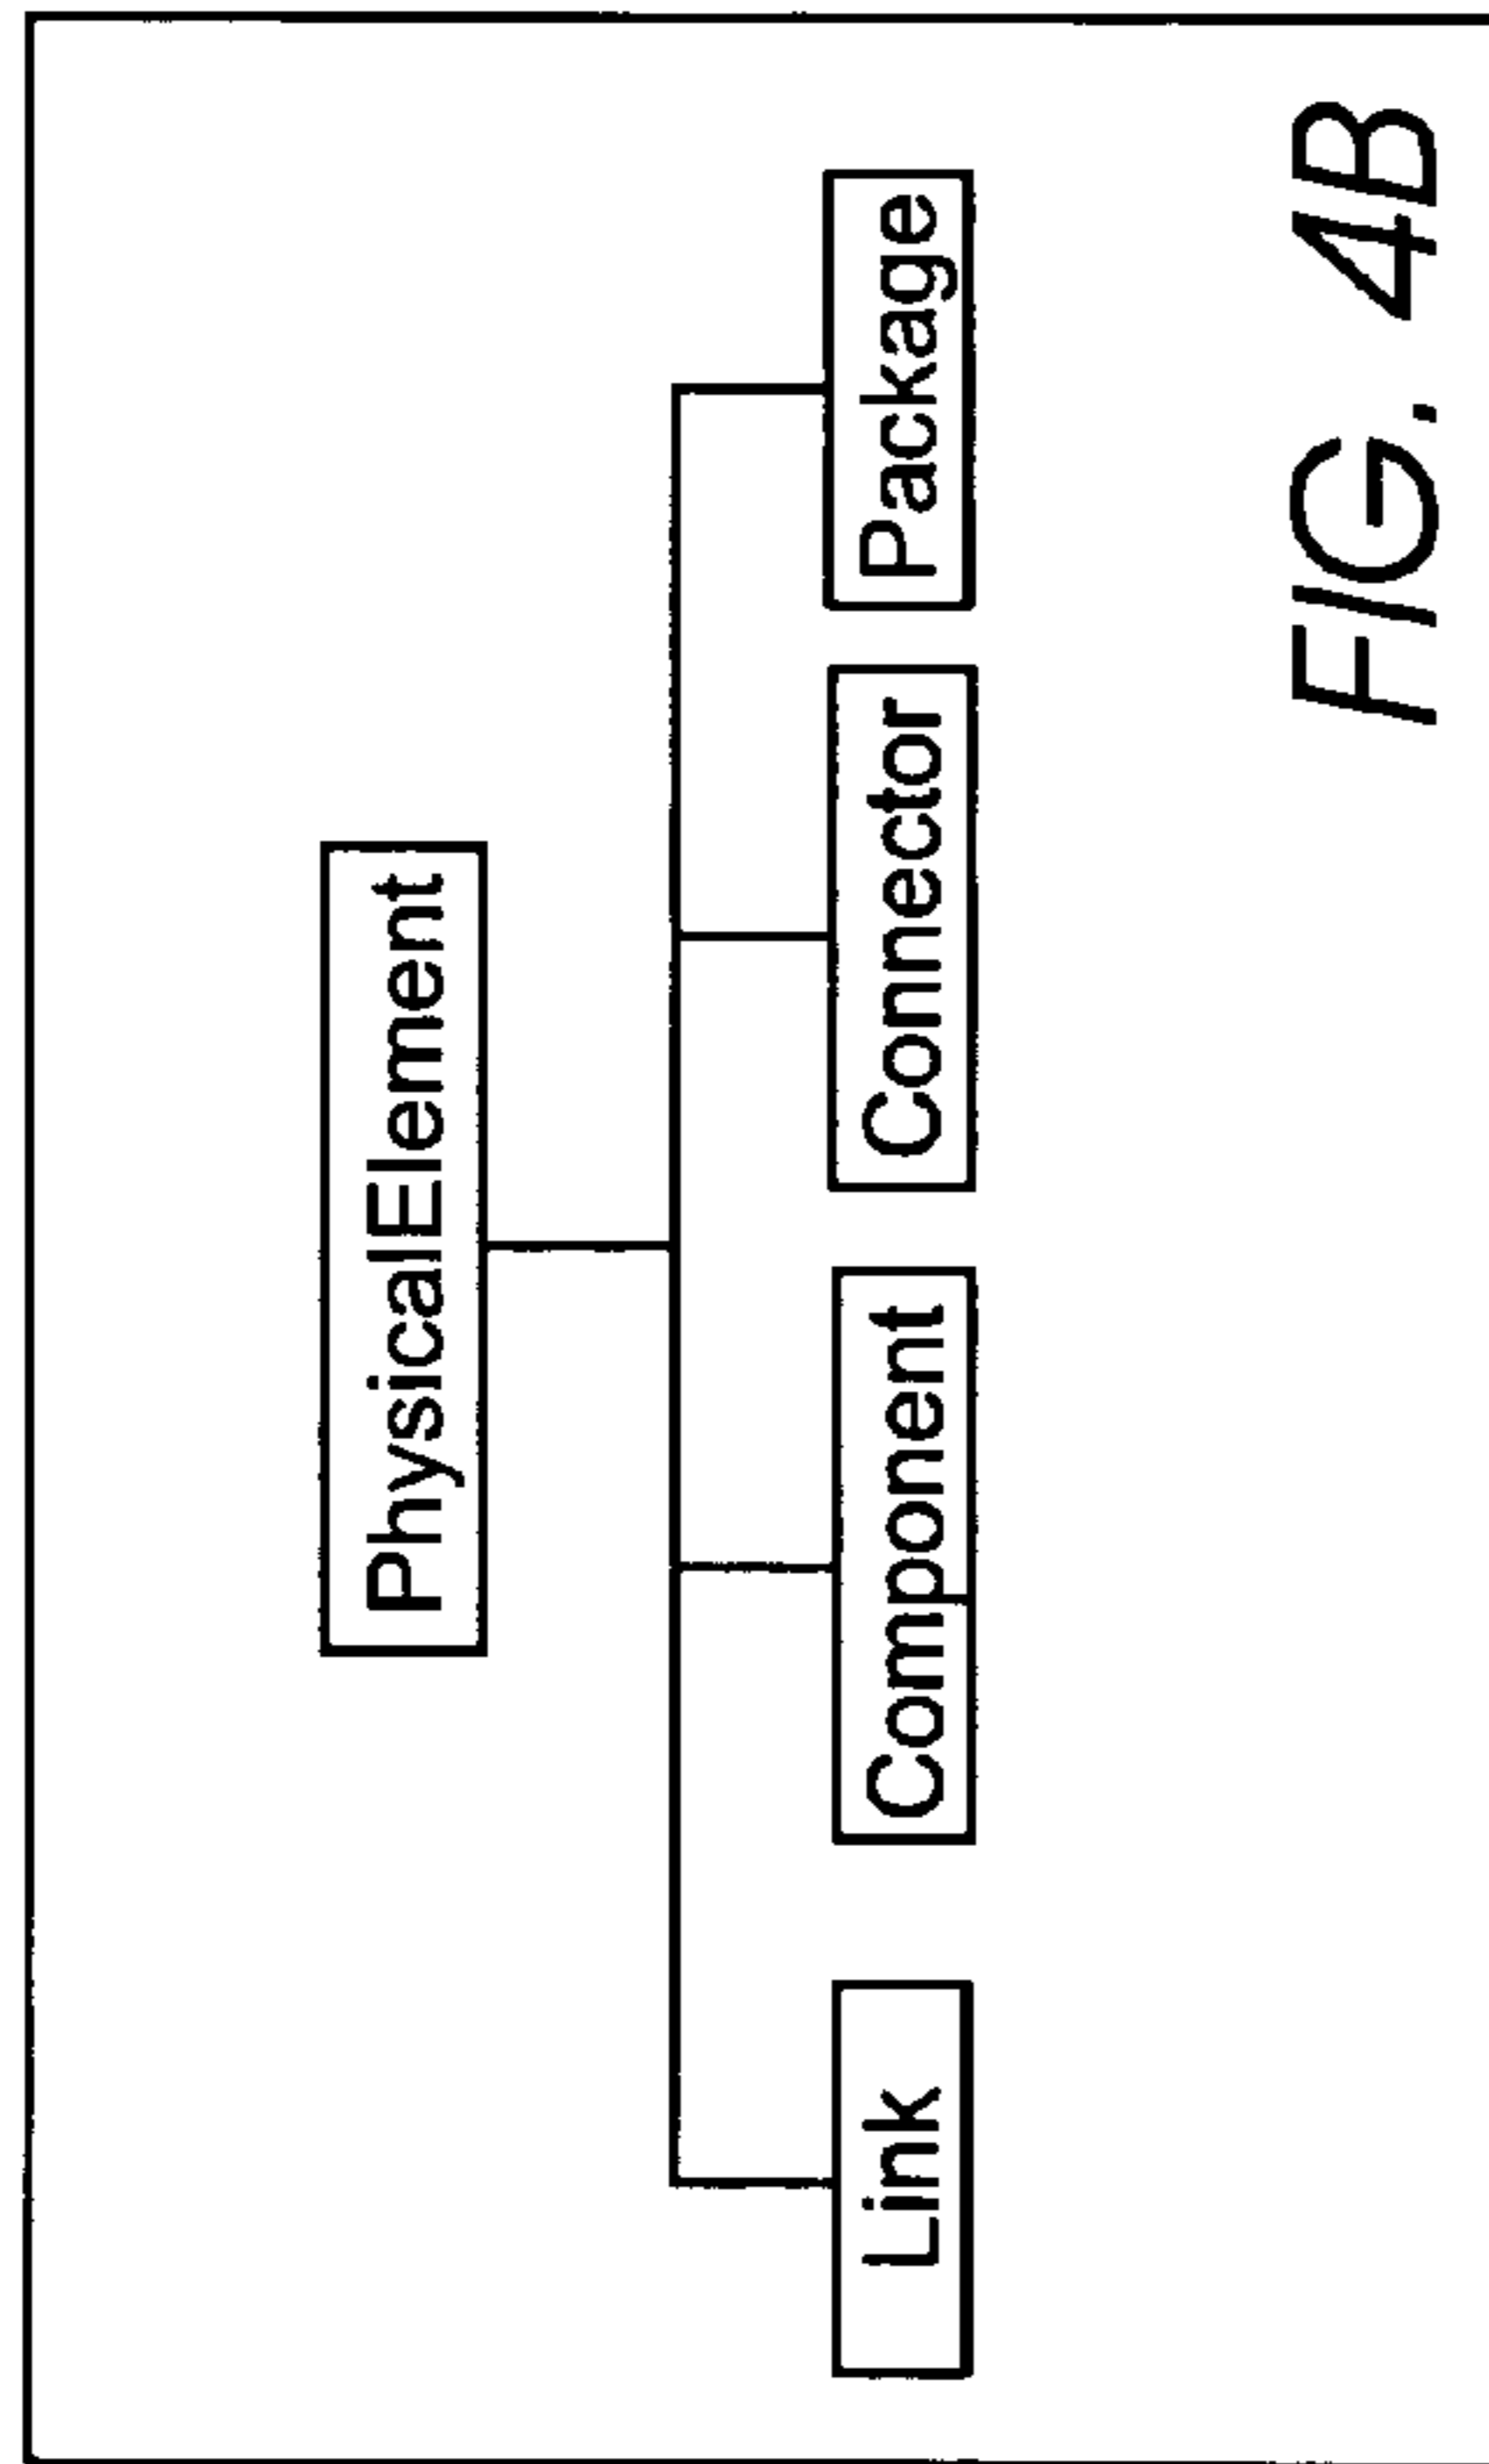 PhysicalElement
Link
Component
Connector
Package
FIG. 4B